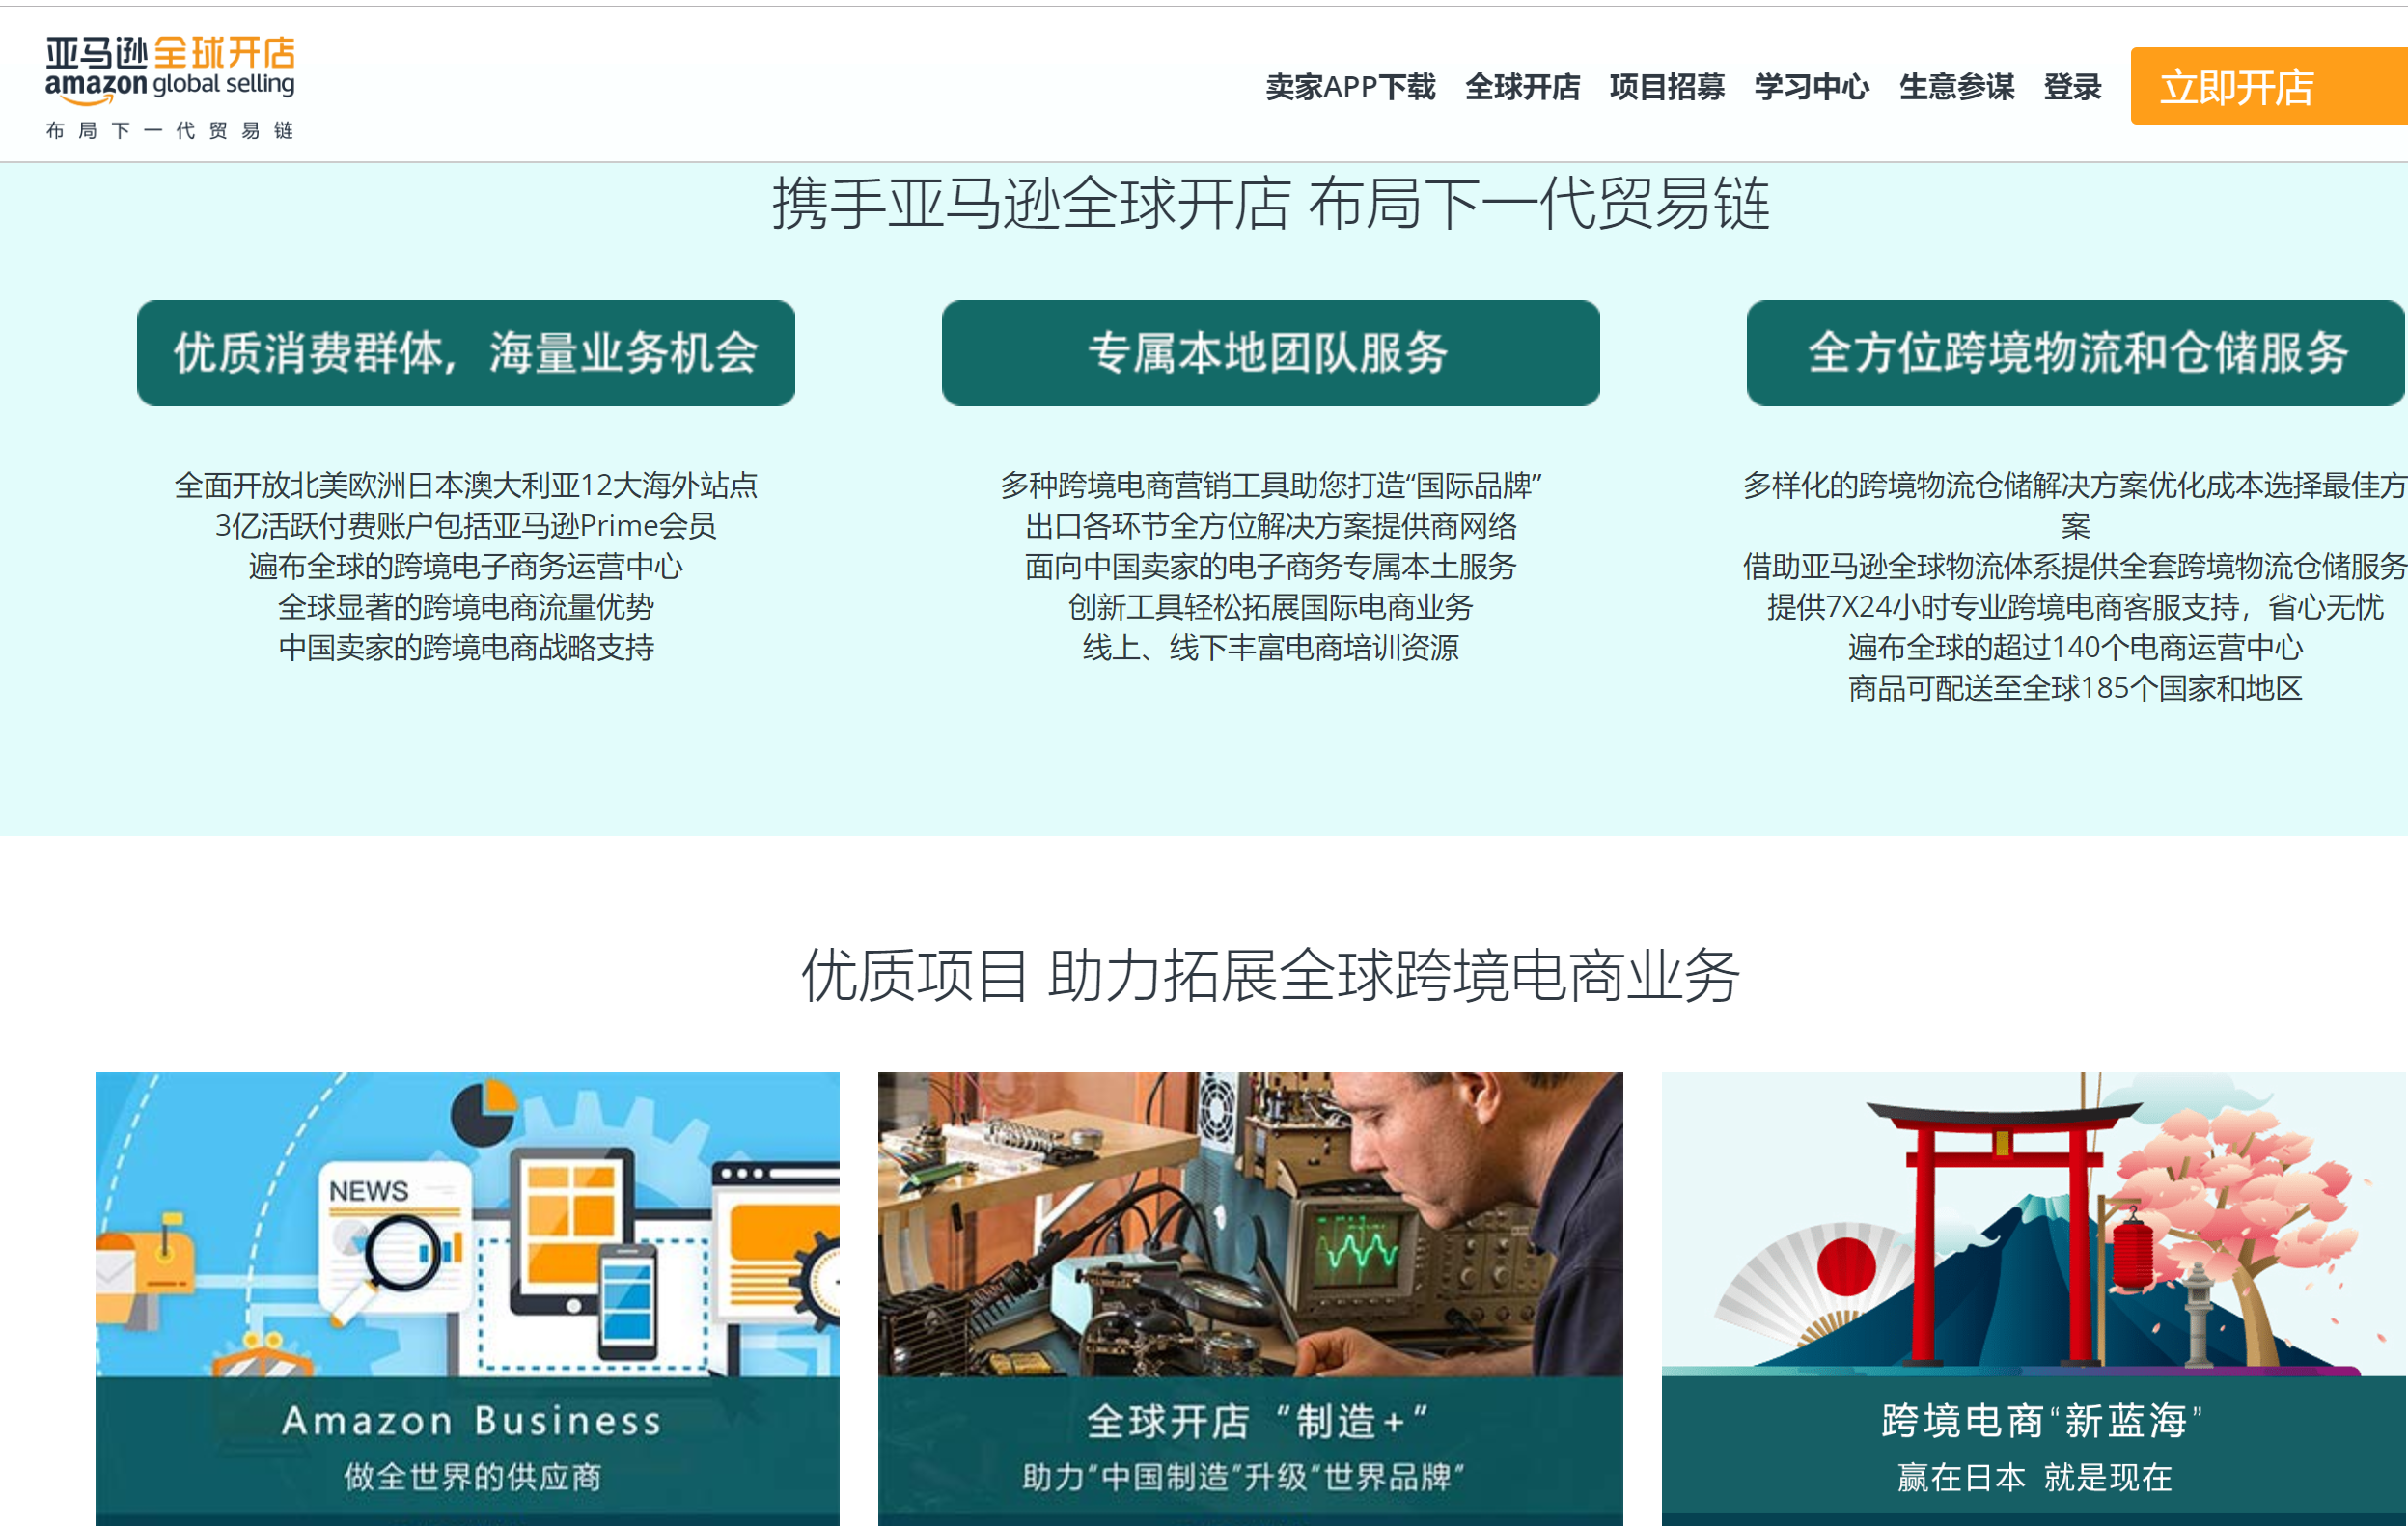 亚马逊全球开店
amazon global selling
布局下一代贸易链
卖家APP下载 全球开店 项目招募 学习中心 生意参谋 登录 立即开店
携手亚马逊全球开店 布局下一代贸易链
优质消费群体，海量业务机会
全面开放北美欧洲日本澳大利亚12大海外站点
3亿活跃付费账户包括亚马逊Prime会员
遍布全球的跨境电子商务运营中心
全球显著的跨境电商流量优势
中国卖家的跨境电商战略支持
专属本地团队服务
多种跨境电商营销工具助您打造“国际品牌”
出口各环节全方位解决方案提供商网络
面向中国卖家的电子商务专属本土服务
创新工具轻松拓展国际电商业务
线上、线下丰富电商培训资源
全方位跨境物流和仓储服务
多样化的跨境物流仓储解决方案优化成本选择最佳方
案
借助亚马逊全球物流体系提供全套跨境物流仓储服务
提供7X24小时专业跨境电商客服支持，省心无忧
遍布全球的超过140个电商运营中心
商品可配送至全球185个国家和地区
优质项目 助力拓展全球跨境电商业务
NEWS
Amazon Business
做全世界的供应商
全球开店“制造+”
助力“中国制造”升级“世界品牌”
跨境电商“新蓝海”
赢在日本 就是现在